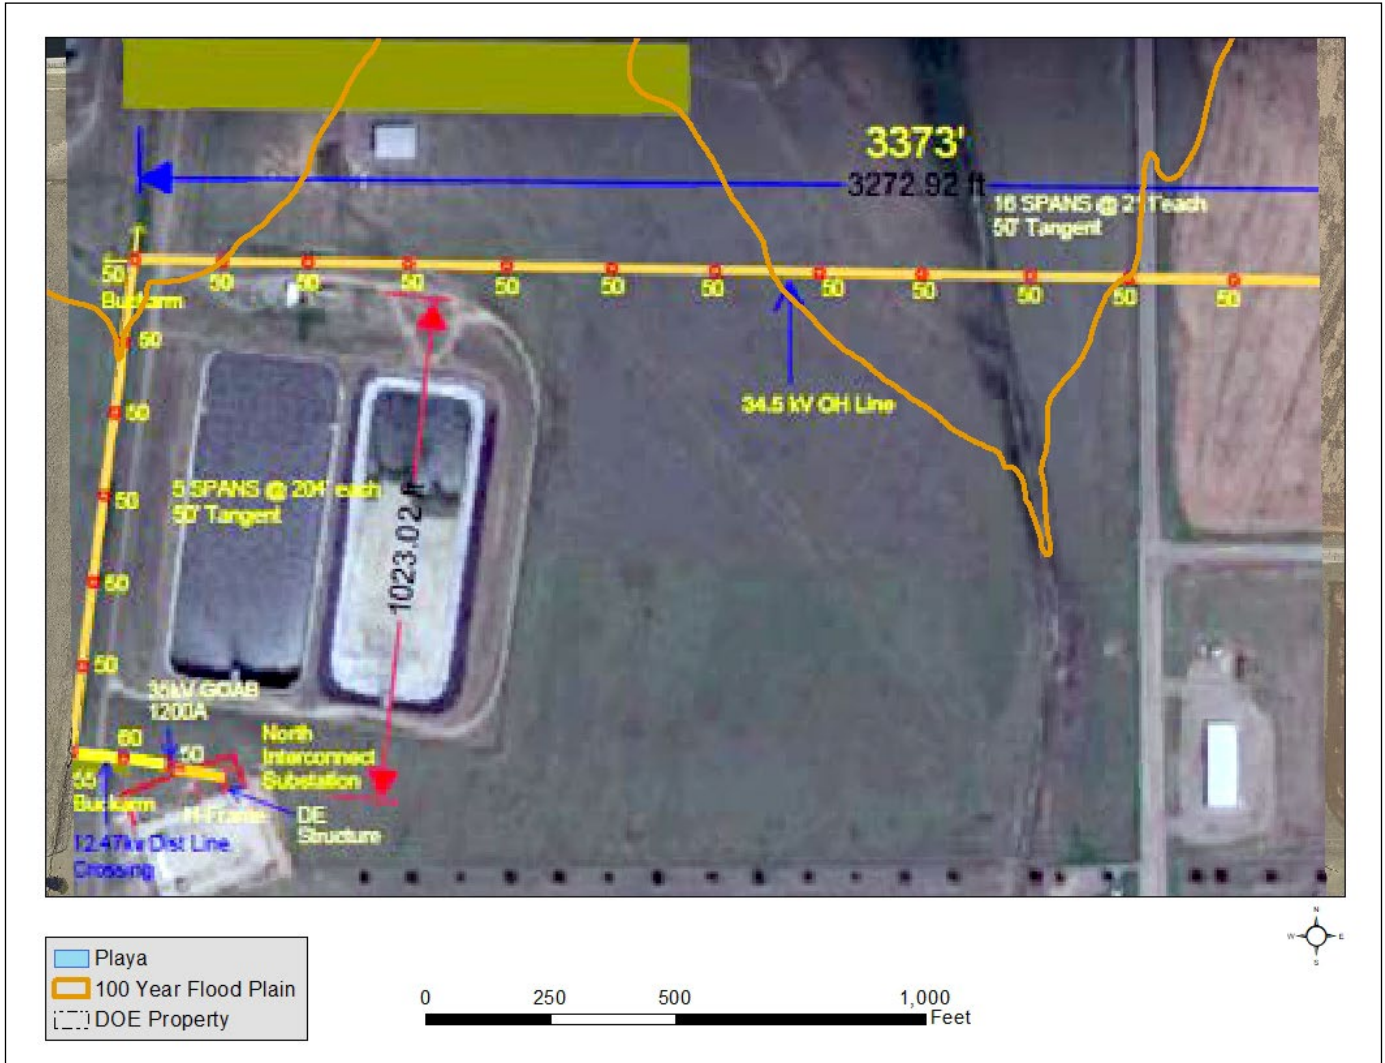 3373'
3272.92 ft
16 SPANS @ 211' each
50' Tangent
50
Buckarm
50
50
50
50
50
50
50
50
50
50
50
50
50
34.5 kV OH Line
50
5 SPANS @ 204' each
50' Tangent
1023.02 ft
50
50
35kV GOAB
1200A
60
50
North
Interconnect
Substation
55
Buckarm
H-Frame
DE
Structure
12.47kv Dist Line
Crossing
N
W
E
S
Playa
100 Year Flood Plain
DOE Property
0
250
500
1,000
Feet